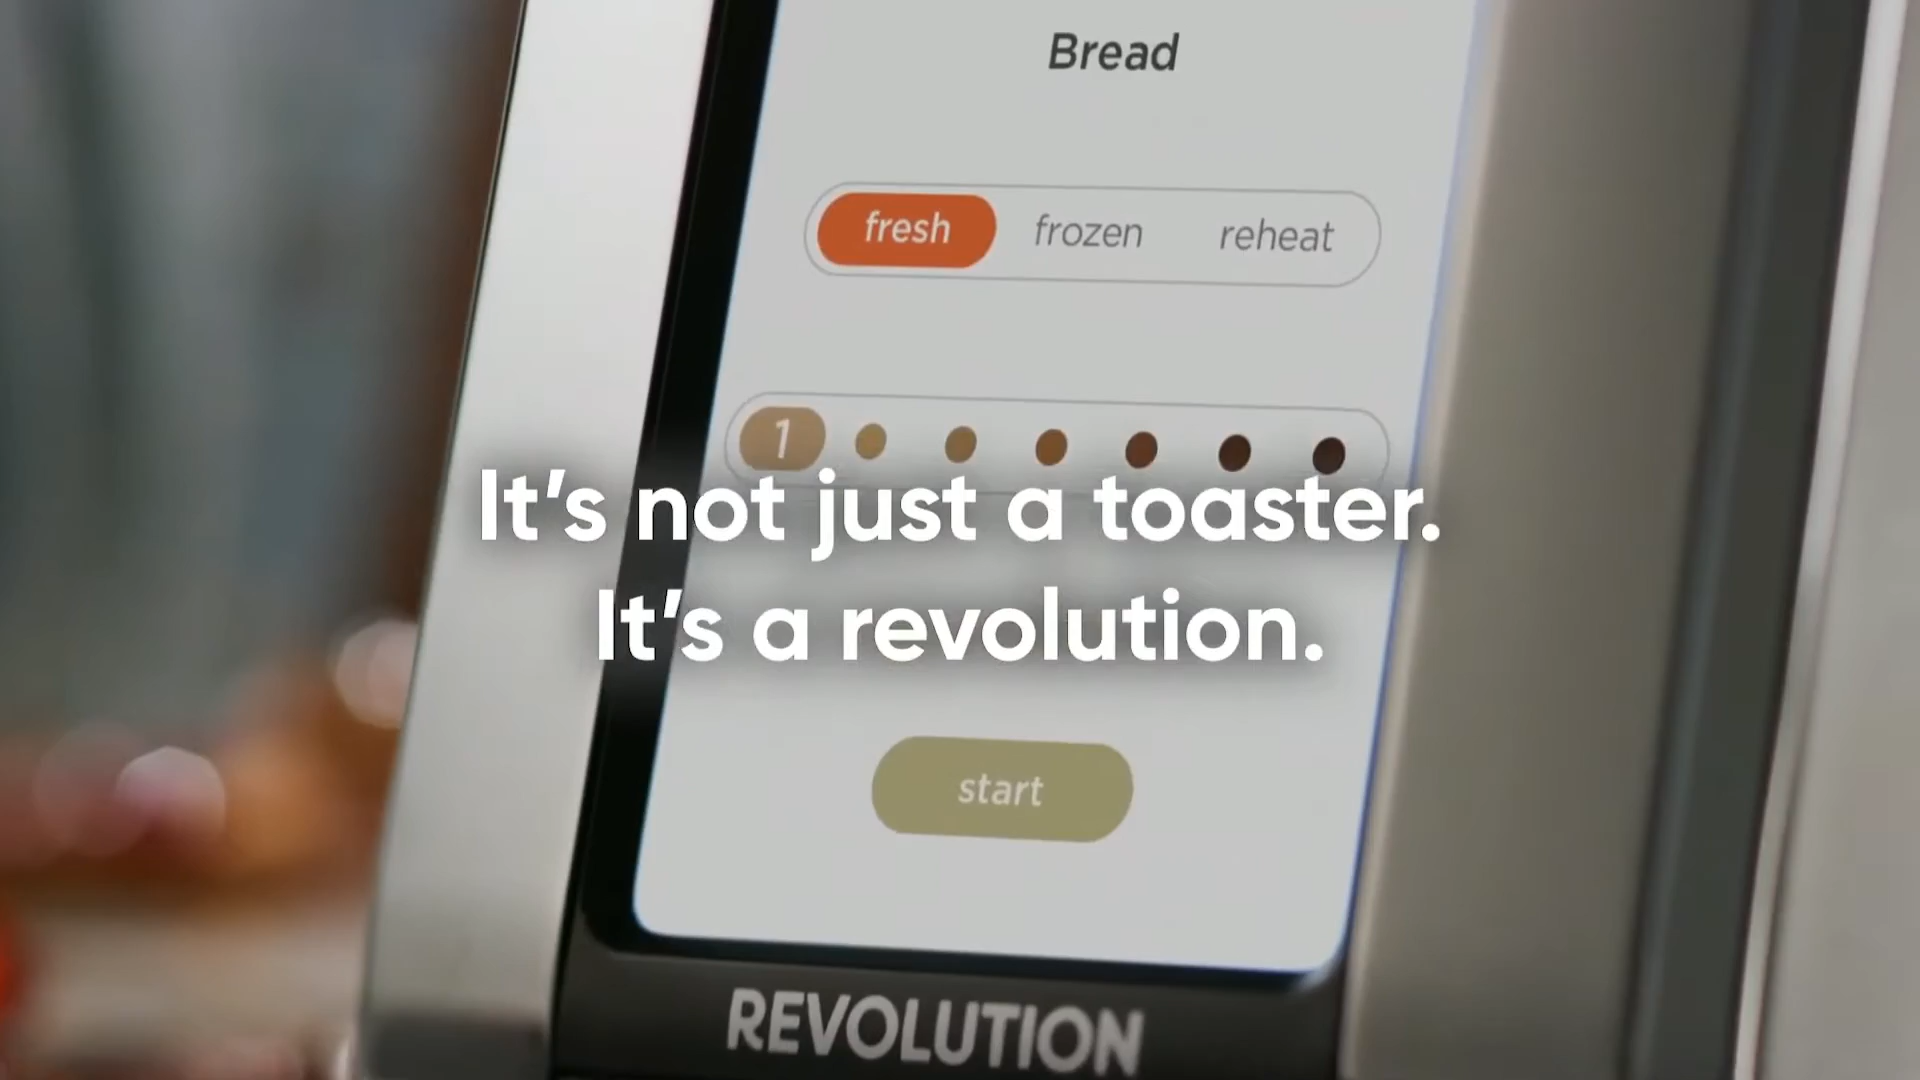 Bread
fresh frozen reheat
1
It's not just a toaster.
It's a revolution.
start
REVOLUTION